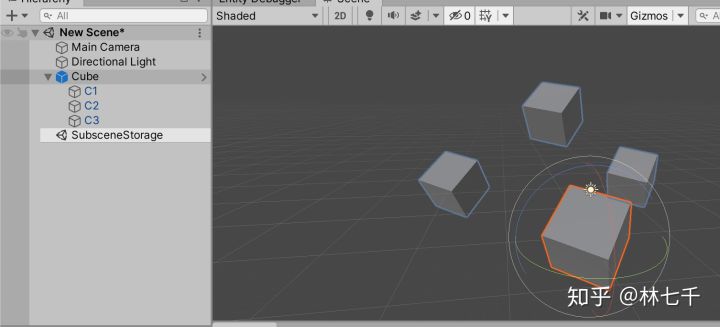 Hierarchy
Entity Debugger
Scene
All
Shaded
2D
0
Gizmos
A
New Scene*
Main Camera
Directional Light
Cube
C1
C2
C3
SubsceneStorage
知乎 @林七千